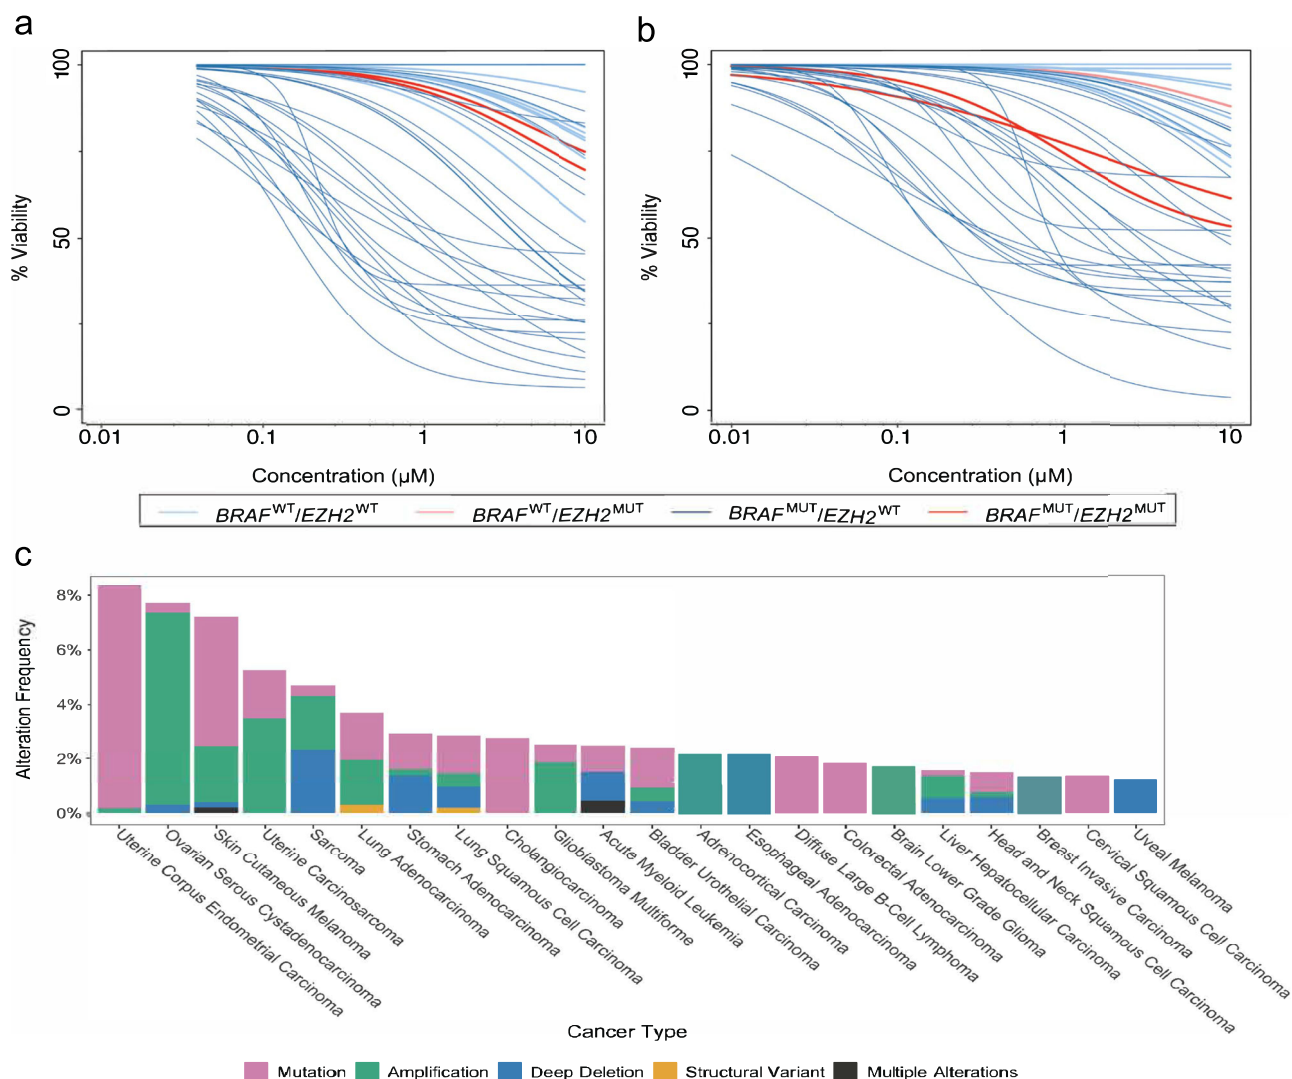 a
b
% Viability
100
50
0
0.01 0.1 1 10
Concentration (µM)
% Viability
100
50
0
0.01 0.1 1 10
Concentration (µM)
BRAFWT/EZH2WT BRAFWT/EZH2MUT BRAFMUT/EZH2WT BRAFMUT/EZH2MUT
c
Alteration Frequency
8%
6%
4%
2%
0%
Uterine Corpus Endometrial Carcinoma
Ovarian Serous Cystadenocarcinoma
Skin Cutaneous Melanoma
Uterine Carcinosarcoma
Sarcoma
Lung Adenocarcinoma
Stomach Adenocarcinoma
Lung Squamous Cell Carcinoma
Cholangiocarcinoma
Glioblastoma Multiforme
Acute Myeloid Leukemia
Bladder Urothelial Carcinoma
Adrenocortical Carcinoma
Esophageal Adenocarcinoma
Diffuse Large B-Cell Lymphoma
Colorectal Adenocarcinoma
Brain Lower Grade Glioma
Liver Hepatocellular Carcinoma
Head and Neck Squamous Cell Carcinoma
Breast Invasive Carcinoma
Cervical Squamous Cell Carcinoma
Uveal Melanoma
Cancer Type
Mutation Amplification Deep Deletion Structural Variant Multiple Alterations